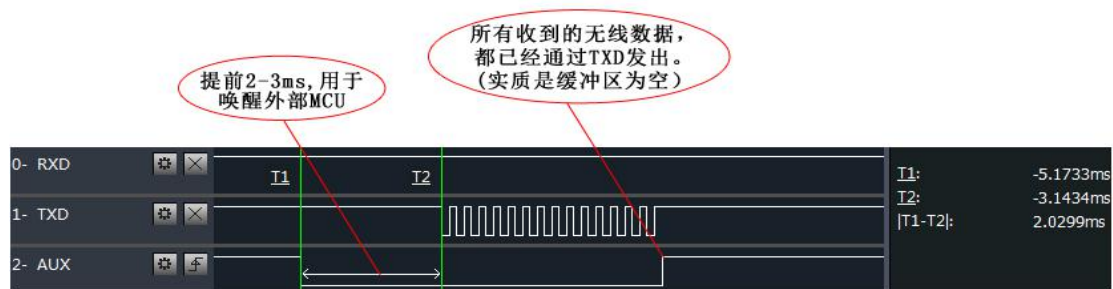 所有收到的无线数据，
都已经通过TXD发出。
(实质是缓冲区为空)
提前2-3ms,用于
唤醒外部MCU
0- RXD
T1
T2
1- TXD
2- AUX
T1: -5.1733ms
T2: -3.1434ms
|T1-T2|: 2.0299ms